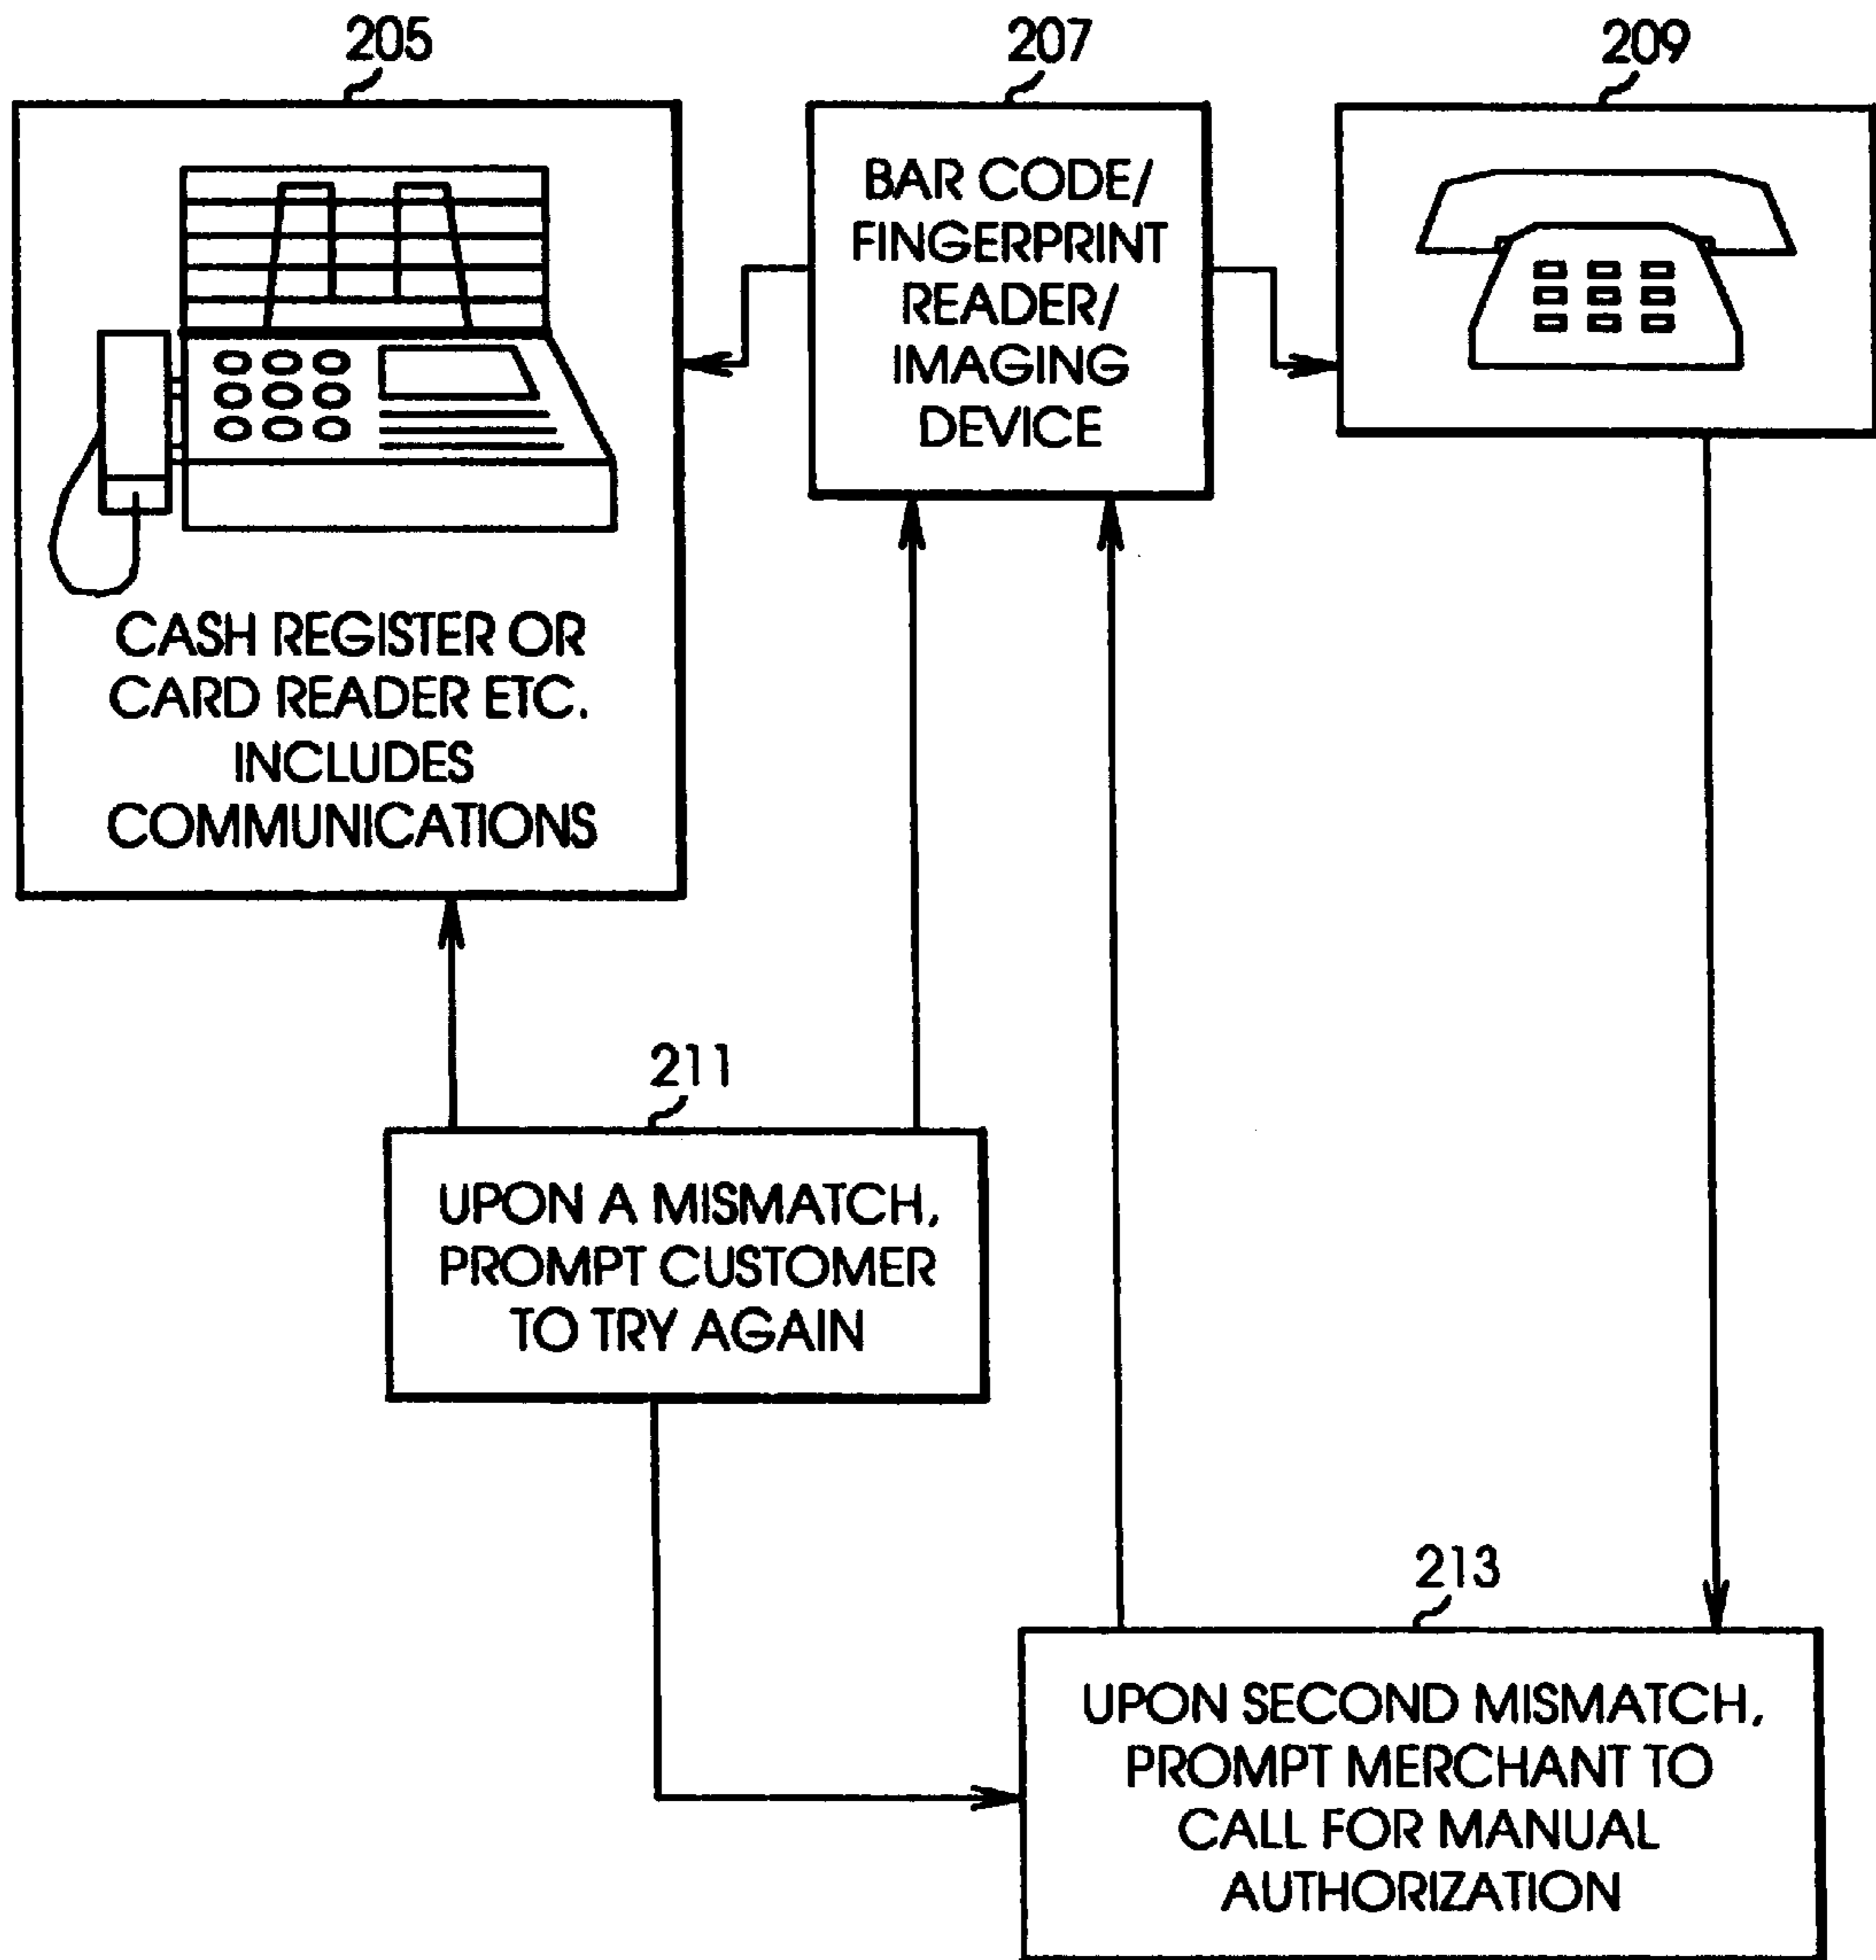 205
207
209
BAR CODE/
FINGERPRINT
READER/
IMAGING
DEVICE
CASH REGISTER OR
CARD READER ETC.
INCLUDES
COMMUNICATIONS
211
UPON A MISMATCH,
PROMPT CUSTOMER
TO TRY AGAIN
213
UPON SECOND MISMATCH,
PROMPT MERCHANT TO
CALL FOR MANUAL
AUTHORIZATION